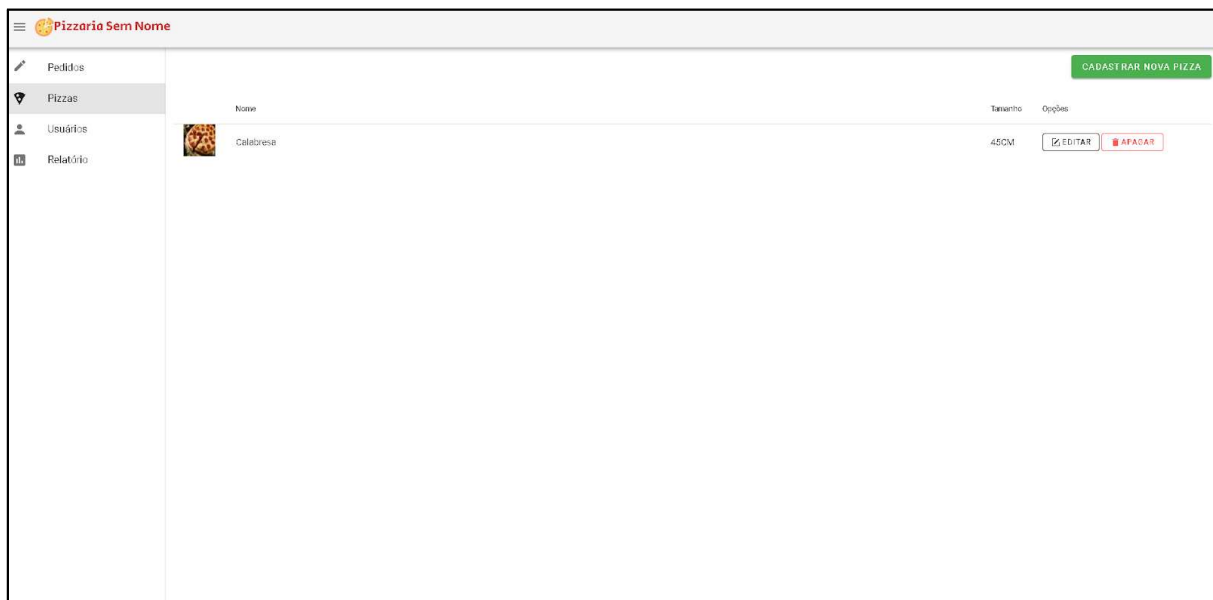 Pizzaria Sem Nome
Pedidos
CADASTRAR NOVA PIZZA
Pizzas
Nome Tamanho Opções
Usuários
Calabresa 45CM EDITAR APAGAR
Relatório